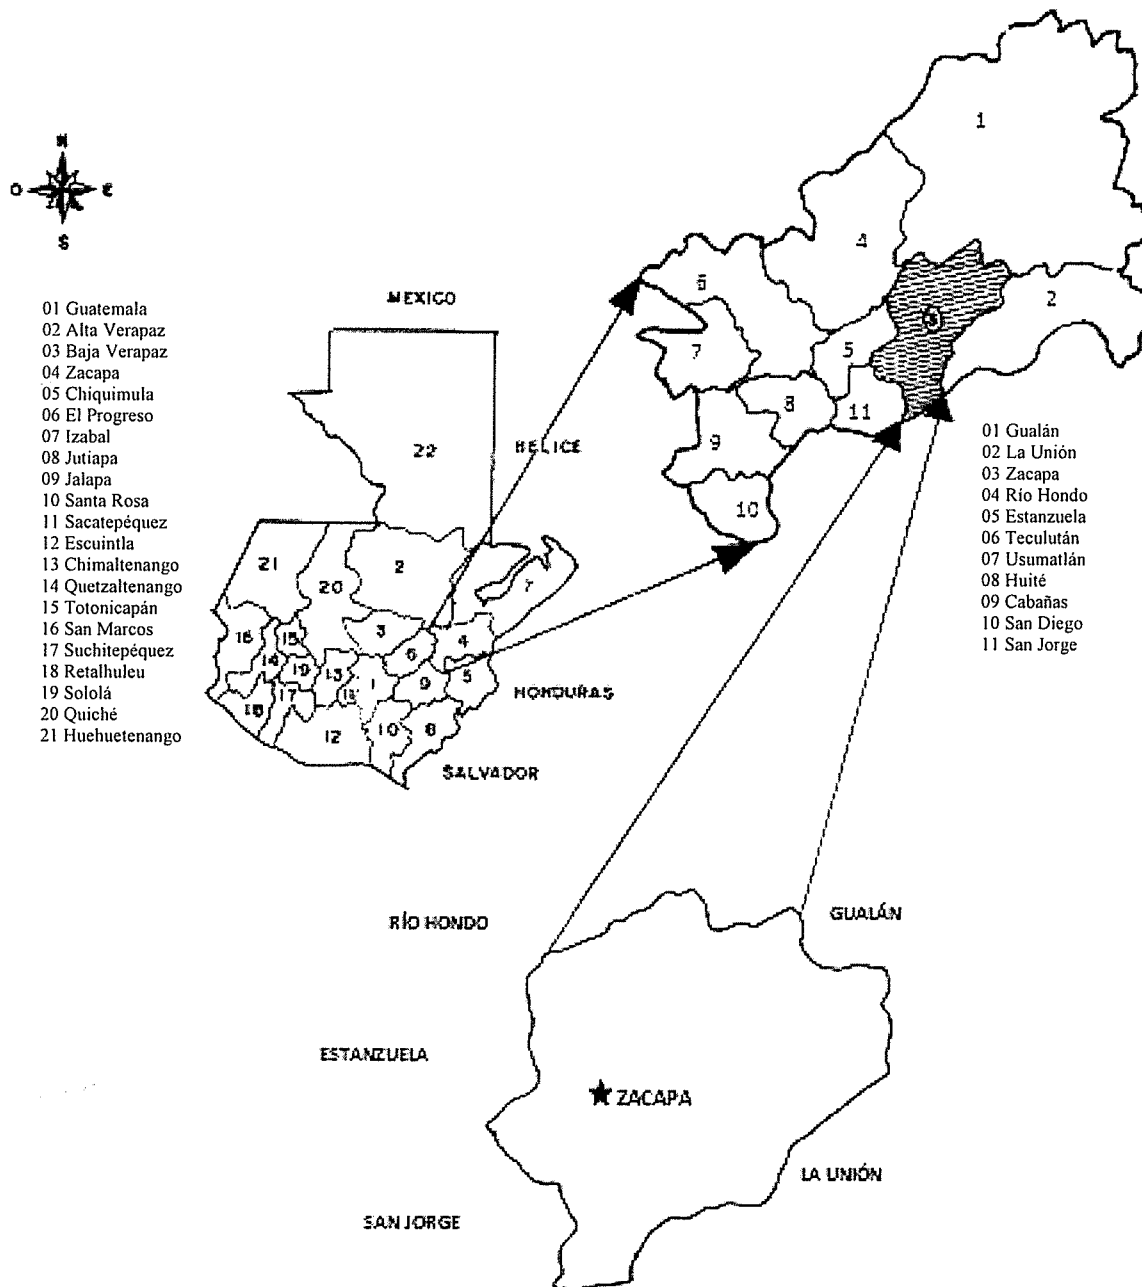 N
O
E
S
01 Guatemala
02 Alta Verapaz
03 Baja Verapaz
04 Zacapa
05 Chiquimula
06 El Progreso
07 Izabal
08 Jutiapa
09 Jalapa
10 Santa Rosa
11 Sacatepéquez
12 Escuintla
13 Chimaltenango
14 Quetzaltenango
15 Totonicapán
16 San Marcos
17 Suchitepéquez
18 Retalhuleu
19 Sololá
20 Quiché
21 Huehuetenango
MEXICO
BELICE
HONDURAS
SALVADOR
22
21
20
2
7
3
4
16
15
14
19
13
6
5
9
1
11
18
17
12
10
8
1
4
2
6
3
7
5
8
11
9
10
01 Gualán
02 La Unión
03 Zacapa
04 Río Hondo
05 Estanzuela
06 Teculután
07 Usumatlán
08 Huité
09 Cabañas
10 San Diego
11 San Jorge
RÍO HONDO
GUALÁN
ESTANZUELA
ZACAPA
LA UNIÓN
SAN JORGE